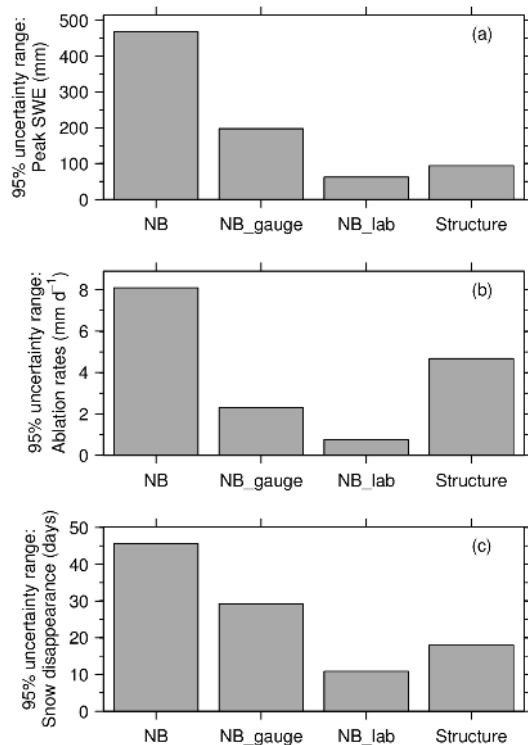 95% uncertainty range:
Peak SWE (mm)
500
400
300
200
100
0
(a)
NB NB_gauge NB_lab Structure
95% uncertainty range:
Ablation rates (mm d⁻¹)
8
6
4
2
0
(b)
NB NB_gauge NB_lab Structure
95% uncertainty range:
Snow disappearance (days)
50
40
30
20
10
0
(c)
NB NB_gauge NB_lab Structure